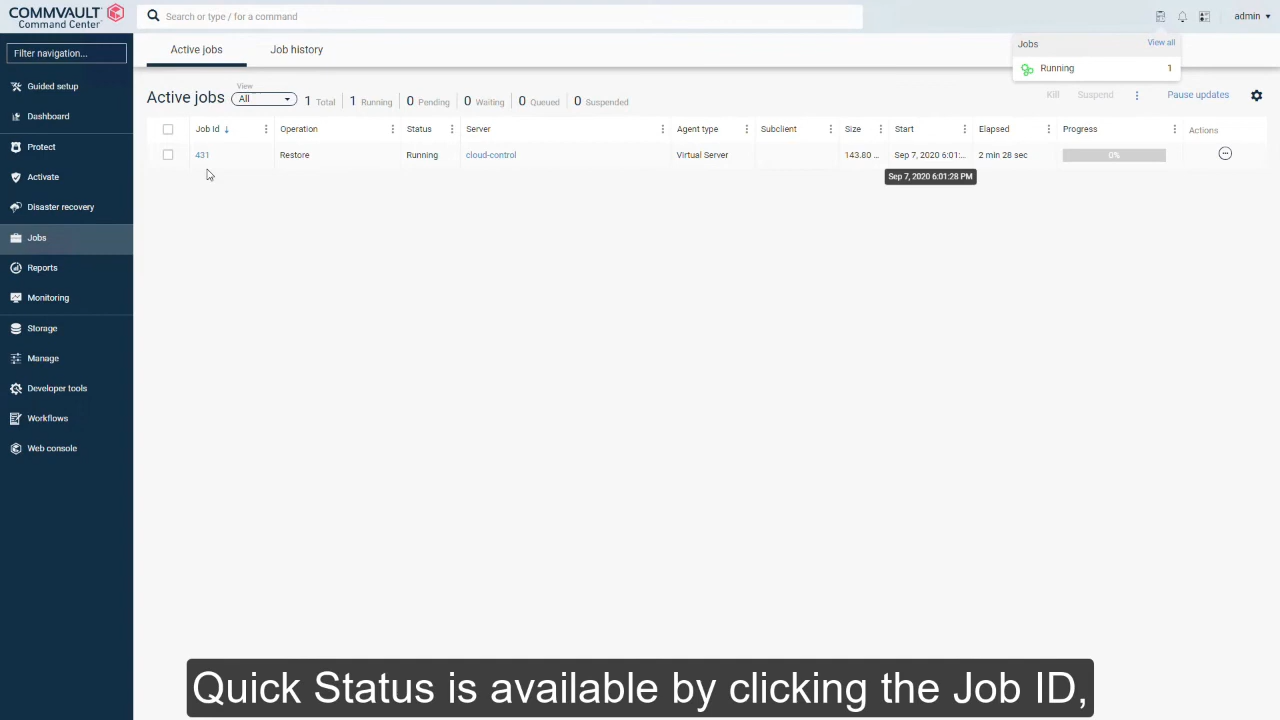 COMMVAULT
Command Center™
Search or type / for a command
admin
Filter navigation...
Active jobs
Job history
Jobs
View all
Running
1
Guided setup
Dashboard
Protect
Activate
Disaster recovery
Jobs
Reports
Monitoring
Storage
Manage
Developer tools
Workflows
Web console
View
Active jobs All 1 Total 1 Running 0 Pending 0 Waiting 0 Queued 0 Suspended
Kill Suspend Pause updates
Job Id ↓ Operation Status Server Agent type Subclient Size Start Elapsed Progress Actions
431 Restore Running cloud-control Virtual Server 143.80 ... Sep 7, 2020 6:01:... 2 min 28 sec 0%
Sep 7, 2020 6:01:28 PM
Quick Status is available by clicking the Job ID,